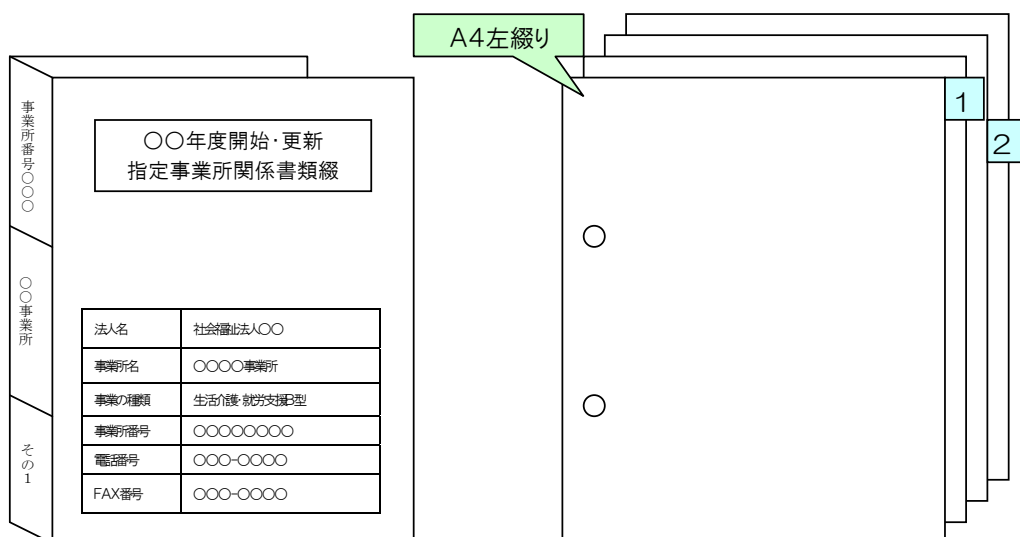 事業所番号〇〇〇
〇〇事業所
その1
〇〇年度開始・更新
指定事業所関係書類綴
法人名 社会福祉法人〇〇
事業所名 〇〇〇〇事業所
事業の種類 生活介護・就労支援B型
事業所番号 〇〇〇〇〇〇〇〇
電話番号 〇〇〇-〇〇〇〇
FAX番号 〇〇〇-〇〇〇〇
A4左綴り
1
2